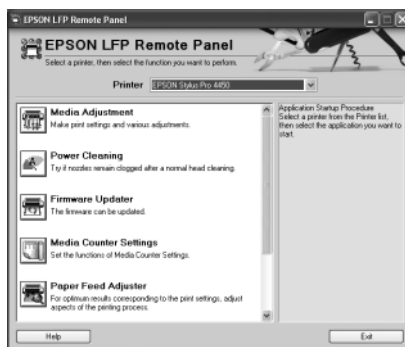 EPSON LFP Remote Panel
EPSON LFP Remote Panel
Select a printer, then select the function you want to perform.
Printer EPSON Stylus Pro 4450
Media Adjustment
Make print settings and various adjustments.
Power Cleaning
Try if nozzles remain clogged after a normal head cleaning.
Firmware Updater
The firmware can be updated.
Media Counter Settings
Set the functions of Media Counter Settings.
Paper Feed Adjuster
For optimum results corresponding to the print settings, adjust
aspects of the printing process.
Application Startup Procedure
Select a printer from the Printer list,
then select the application you want to
start.
Help
Exit